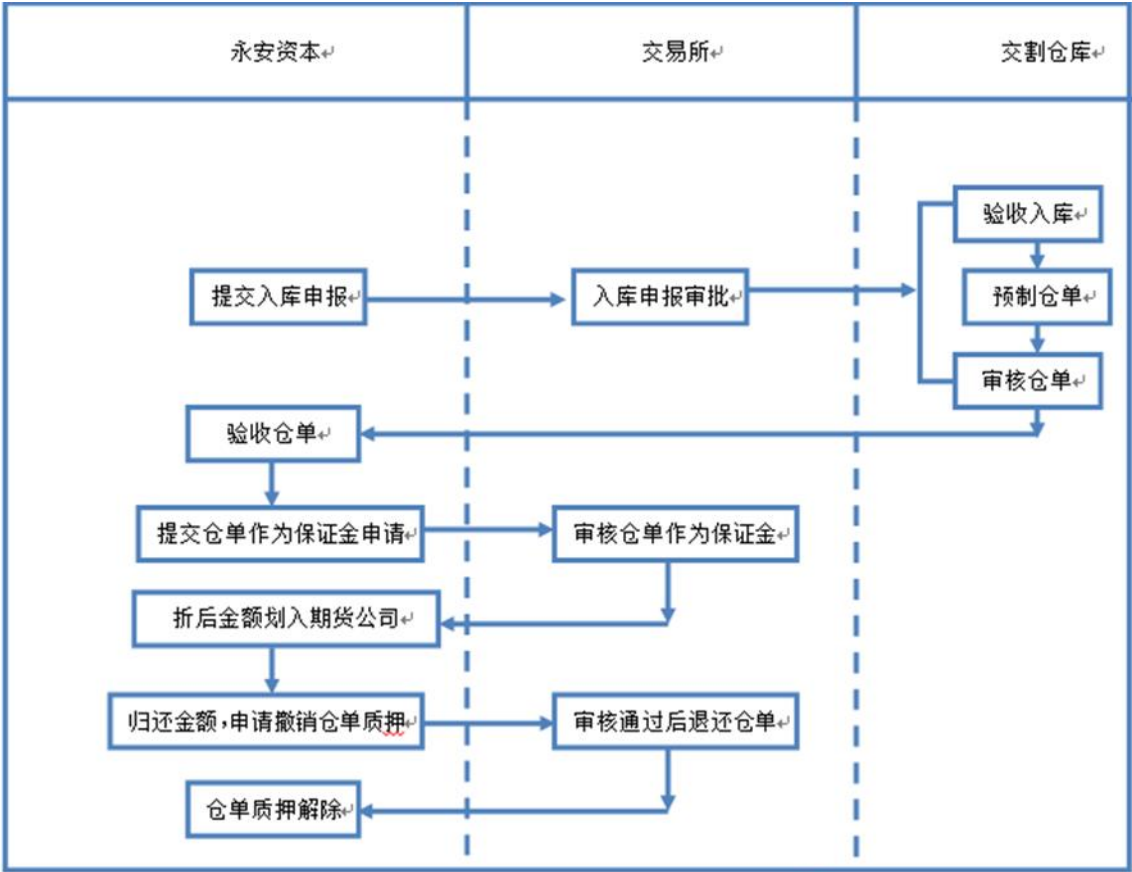 永安资本
交易所
交割仓库
验收入库
提交入库申报
入库申报审批
预制仓单
审核仓单
验收仓单
提交仓单作为保证金申请
审核仓单作为保证金
折后金额划入期货公司
归还金额，申请撤销仓单质押
审核通过后退还仓单
仓单质押解除